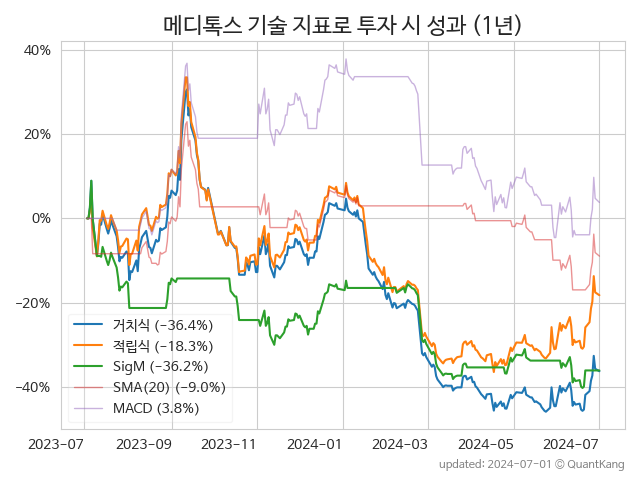 메디톡스 기술 지표로 투자 시 성과 (1년)
40%
20%
0%
−20%
−40%
거치식 (−36.4%)
적립식 (−18.3%)
SigM (−36.2%)
SMA(20) (−9.0%)
MACD (3.8%)
2023-07
2023-09
2023-11
2024-01
2024-03
2024-05
2024-07
updated: 2024-07-01 © QuantKang